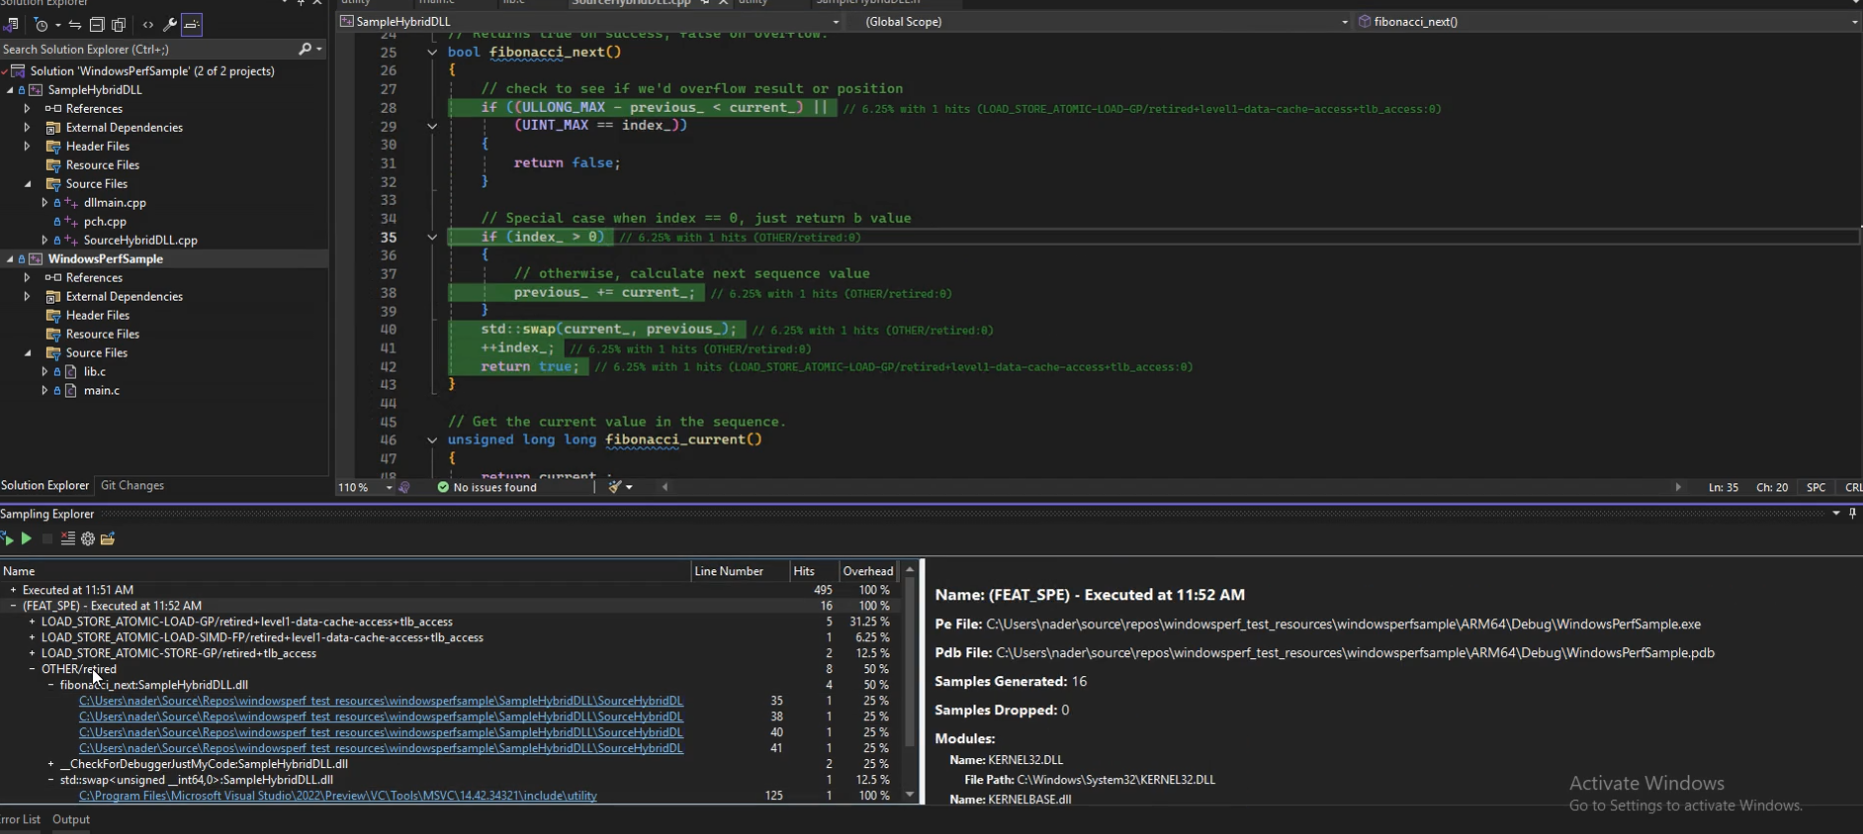 Solution Explorer
Search Solution Explorer (Ctrl+;)
Solution 'WindowsPerfSample' (2 of 2 projects)
SampleHybridDLL
References
External Dependencies
Header Files
Resource Files
Source Files
dllmain.cpp
pch.cpp
SourceHybridDLL.cpp
WindowsPerfSample
References
External Dependencies
Header Files
Resource Files
Source Files
lib.c
main.c
Solution Explorer Git Changes
utility main.c lib.c SourceHybridDLL.cpp utility SampleHybridDLL.h
SampleHybridDLL (Global Scope) fibonacci_next()
24 // Returns true on success, false on overflow.
25 bool fibonacci_next()
26 {
27 // check to see if we'd overflow result or position
28 if ((ULLONG_MAX - previous_ < current_) || // 6.25% with 1 hits (LOAD_STORE_ATOMIC-LOAD-GP/retired+level1-data-cache-access+tlb_access:0)
29 (UINT_MAX == index_))
30 {
31 return false;
32 }
33
34 // Special case when index == 0, just return b value
35 if (index_ > 0) // 6.25% with 1 hits (OTHER/retired:0)
36 {
37 // otherwise, calculate next sequence value
38 previous_ += current_; // 6.25% with 1 hits (OTHER/retired:0)
39 }
40 std::swap(current_, previous_); // 6.25% with 1 hits (OTHER/retired:0)
41 ++index_; // 6.25% with 1 hits (OTHER/retired:0)
42 return true; // 6.25% with 1 hits (LOAD_STORE_ATOMIC-LOAD-GP/retired+level1-data-cache-access+tlb_access:0)
43 }
44
45 // Get the current value in the sequence.
46 unsigned long long fibonacci_current()
47 {
48 return current_;
110 % No issues found Ln: 35 Ch: 20 SPC CRL
Sampling Explorer
Name Line Number Hits Overhead
+ Executed at 11:51 AM 495 100 %
- (FEAT_SPE) - Executed at 11:52 AM 16 100 %
+ LOAD_STORE_ATOMIC-LOAD-GP/retired+level1-data-cache-access+tlb_access 5 31.25 %
+ LOAD_STORE_ATOMIC-LOAD-SIMD-FP/retired+level1-data-cache-access+tlb_access 1 6.25 %
+ LOAD_STORE_ATOMIC-STORE-GP/retired+tlb_access 2 12.5 %
- OTHER/retired 8 50 %
- fibonacci_next:SampleHybridDLL.dll 4 50 %
C:\Users\nader\Source\Repos\windowsperf_test_resources\windowsperfsample\SampleHybridDLL\SourceHybridDL 35 1 25 %
C:\Users\nader\Source\Repos\windowsperf_test_resources\windowsperfsample\SampleHybridDLL\SourceHybridDL 38 1 25 %
C:\Users\nader\Source\Repos\windowsperf_test_resources\windowsperfsample\SampleHybridDLL\SourceHybridDL 40 1 25 %
C:\Users\nader\Source\Repos\windowsperf_test_resources\windowsperfsample\SampleHybridDLL\SourceHybridDL 41 1 25 %
+ __CheckForDebuggerJustMyCode:SampleHybridDLL.dll 2 25 %
- std::swap<unsigned __int64,0>:SampleHybridDLL.dll 1 12.5 %
C:\Program Files\Microsoft Visual Studio\2022\Preview\VC\Tools\MSVC\14.42.34321\include\utility 125 1 100 %
Name: (FEAT_SPE) - Executed at 11:52 AM
Pe File: C:\Users\nader\source\repos\windowsperf_test_resources\windowsperfsample\ARM64\Debug\WindowsPerfSample.exe
Pdb File: C:\Users\nader\source\repos\windowsperf_test_resources\windowsperfsample\ARM64\Debug\WindowsPerfSample.pdb
Samples Generated: 16
Samples Dropped: 0
Modules:
Name: KERNEL32.DLL
File Path: C:\Windows\System32\KERNEL32.DLL
Name: KERNELBASE.dll
Activate Windows
Go to Settings to activate Windows.
rror List Output